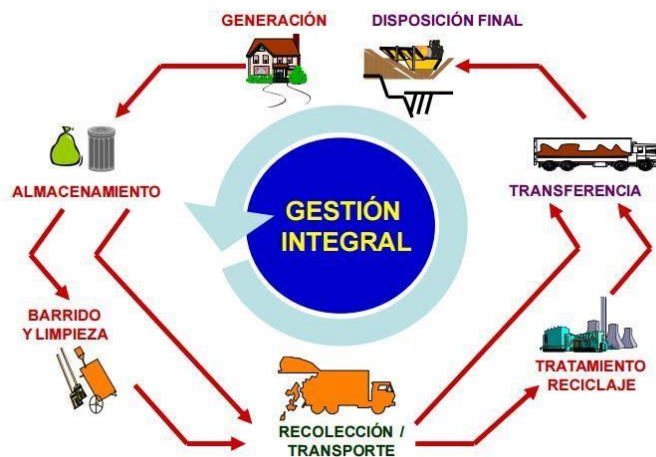 GENERACIÓN
DISPOSICIÓN FINAL
ALMACENAMIENTO
TRANSFERENCIA
GESTIÓN
INTEGRAL
BARRIDO
Y LIMPIEZA
TRATAMIENTO
RECICLAJE
RECOLECCIÓN /
TRANSPORTE